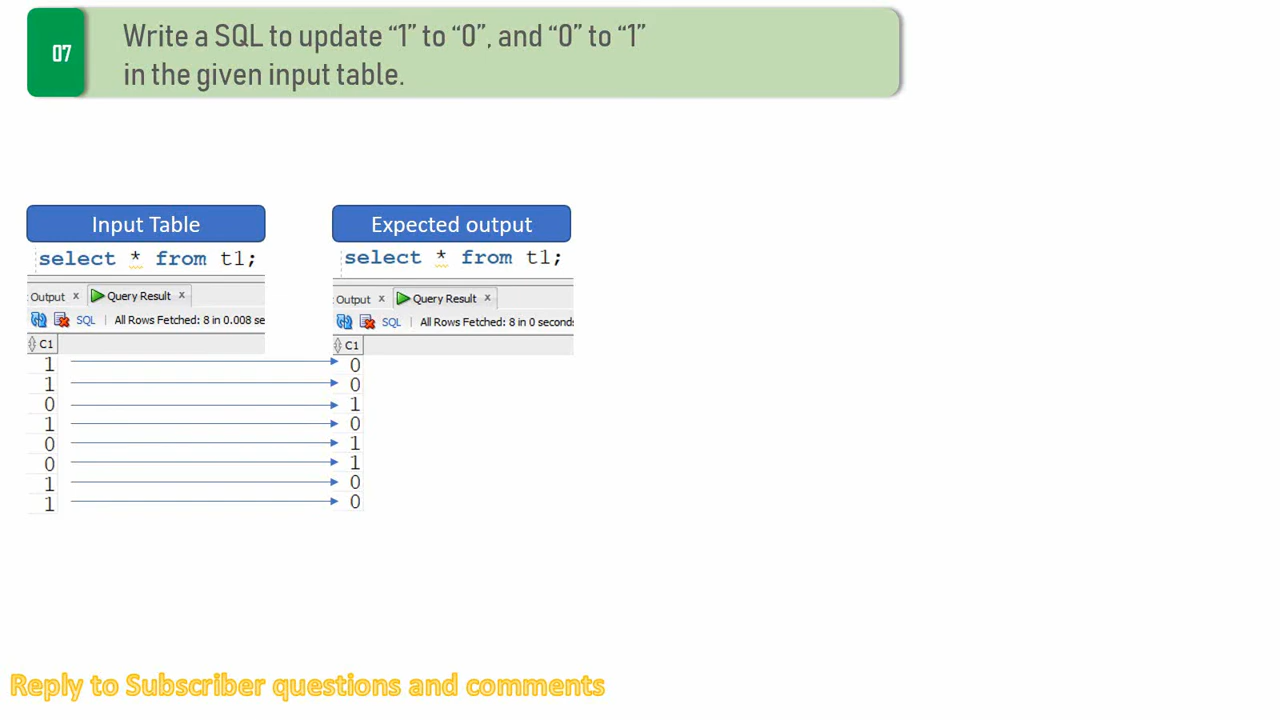 07
Write a SQL to update “1” to “0”, and “0” to “1”
in the given input table.
Input Table
select * from t1;
Output x Query Result x
SQL | All Rows Fetched: 8 in 0.008 se
C1
1
1
0
1
0
0
1
1
Expected output
select * from t1;
Output x Query Result x
SQL | All Rows Fetched: 8 in 0 seconds
C1
0
0
1
0
1
1
0
0
Reply to Subscriber questions and comments